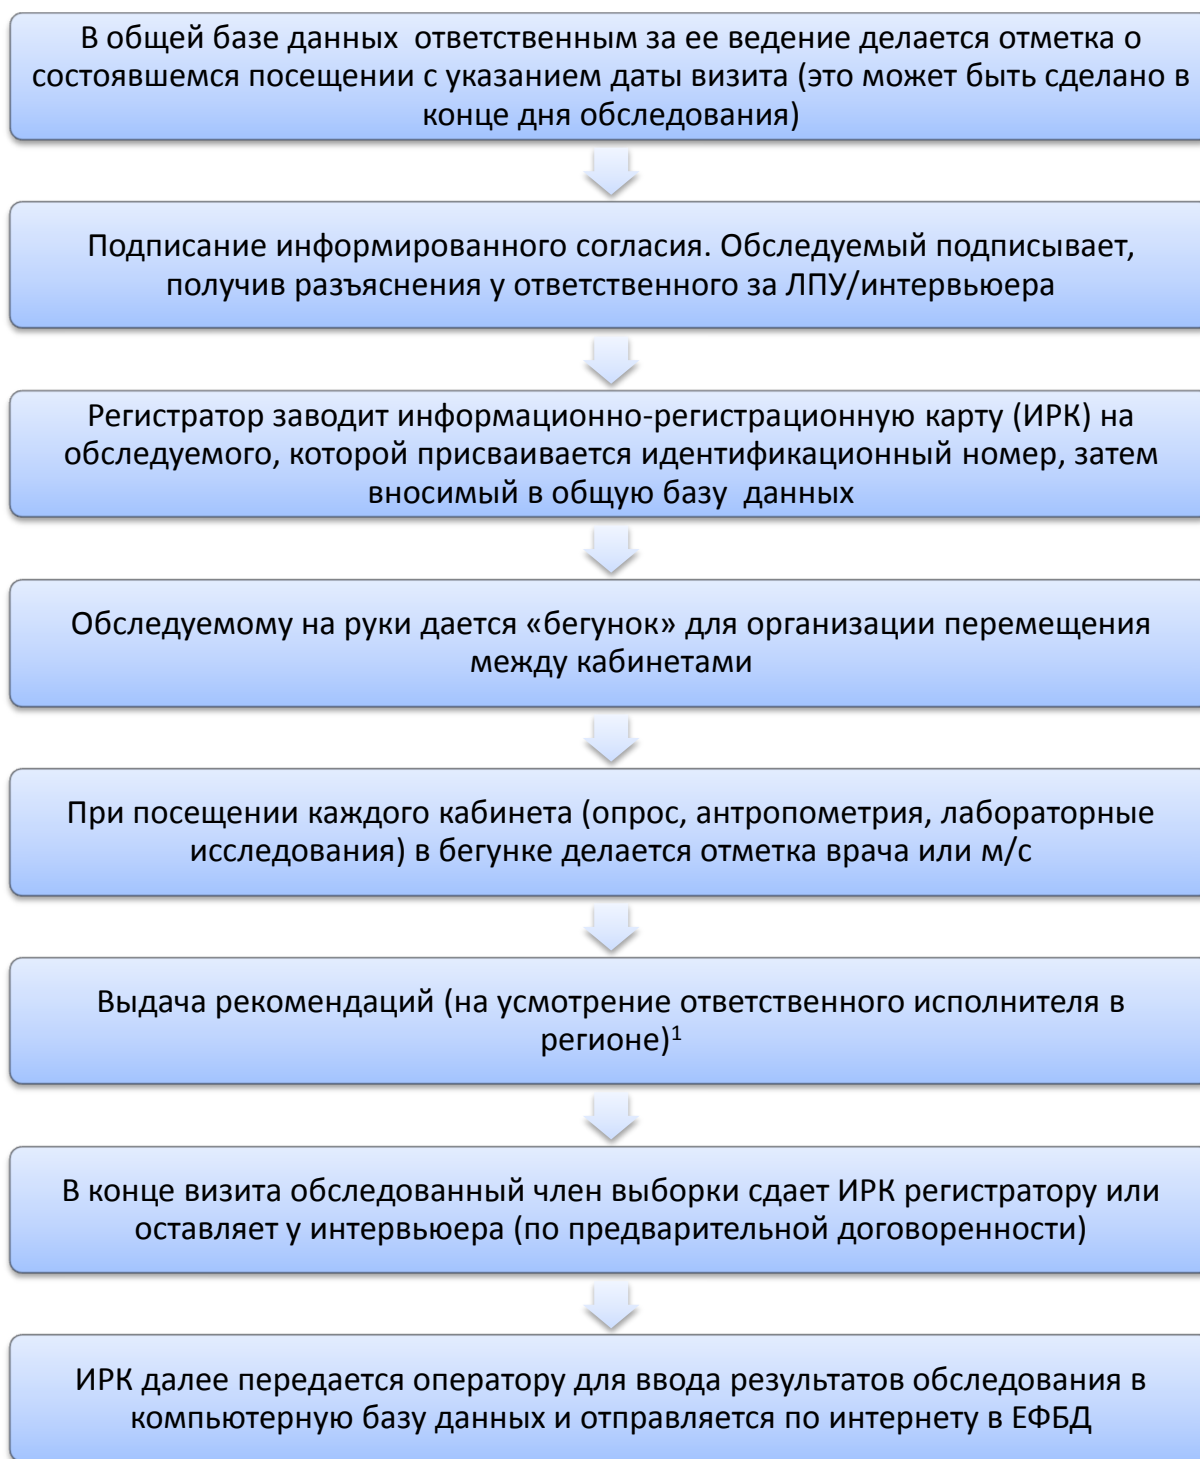 В общей базе данных ответственным за ее ведение делается отметка о
состоявшемся посещении с указанием даты визита (это может быть сделано в
конце дня обследования)
Подписание информированного согласия. Обследуемый подписывает,
получив разъяснения у ответственного за ЛПУ/интервьюера
Регистратор заводит информационно-регистрационную карту (ИРК) на
обследуемого, которой присваивается идентификационный номер, затем
вносимый в общую базу данных
Обследуемому на руки дается «бегунок» для организации перемещения
между кабинетами
При посещении каждого кабинета (опрос, антропометрия, лабораторные
исследования) в бегунке делается отметка врача или м/с
Выдача рекомендаций (на усмотрение ответственного исполнителя в
регионе)¹
В конце визита обследованный член выборки сдает ИРК регистратору или
оставляет у интервьюера (по предварительной договоренности)
ИРК далее передается оператору для ввода результатов обследования в
компьютерную базу данных и отправляется по интернету в ЕФБД